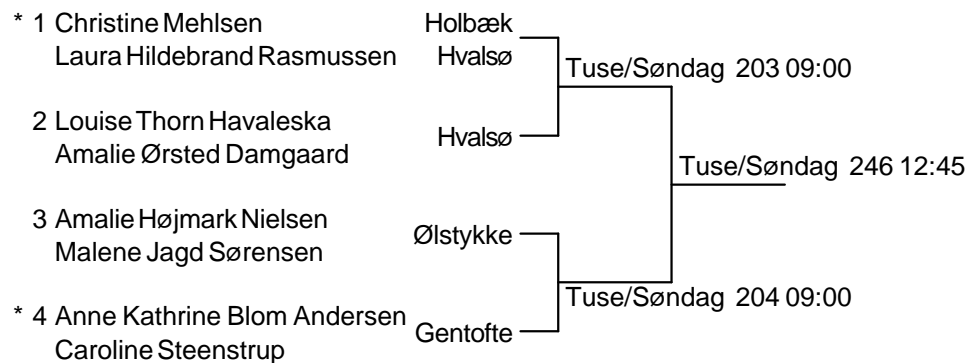 * 1 Christine Mehlsen Holbæk
Laura Hildebrand Rasmussen Hvalsø
Tuse/Søndag 203 09:00
2 Louise Thorn Havaleska Hvalsø
Amalie Ørsted Damgaard
Tuse/Søndag 246 12:45
3 Amalie Højmark Nielsen Ølstykke
Malene Jagd Sørensen
Tuse/Søndag 204 09:00
* 4 Anne Kathrine Blom Andersen Gentofte
Caroline Steenstrup